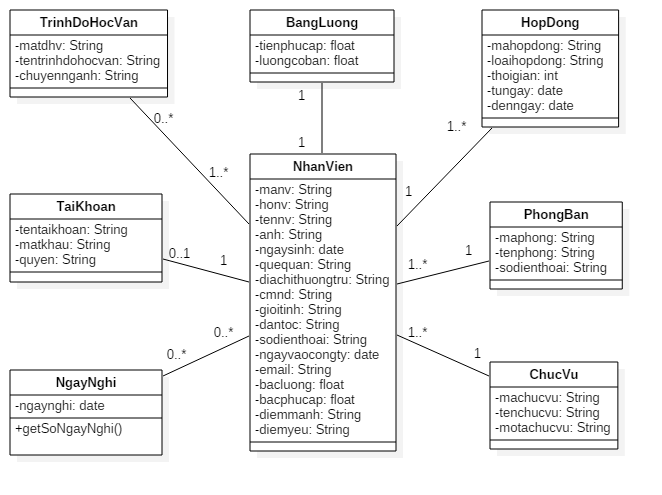 TrinhDoHocVan
-matdhv: String
-tentrinhdohocvan: String
-chuyennganh: String
BangLuong
-tienphucap: float
-luongcoban: float
HopDong
-mahopdong: String
-loaihopdong: String
-thoigian: int
-tungay: date
-denngay: date
0..*
1..*
1
1
1..*
1
NhanVien
-manv: String
-honv: String
-tennv: String
-anh: String
-ngaysinh: date
-quequan: String
-diachithuongtru: String
-cmnd: String
-gioitinh: String
-dantoc: String
-sodienthoai: String
-ngayvaocongty: date
-email: String
-bacluong: float
-bacphucap: float
-diemmanh: String
-diemyeu: String
TaiKhoan
-tentaikhoan: String
-matkhau: String
-quyen: String
0..1
1
PhongBan
-maphong: String
-tenphong: String
-sodienthoai: String
1..*
1
NgayNghi
-ngaynghi: date
+getSoNgayNghi()
0..*
0..*
ChucVu
-machucvu: String
-tenchucvu: String
-motachucvu: String
1..*
1